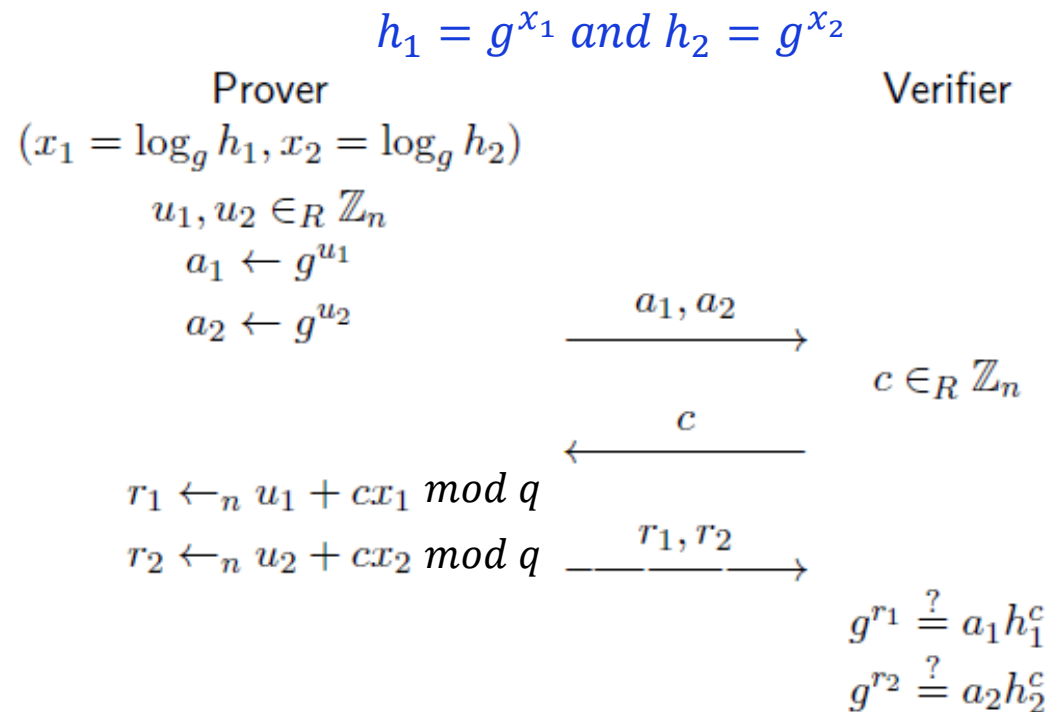 h₁ = g^{x₁} and h₂ = g^{x₂}
Prover Verifier
(x₁ = log_g h₁, x₂ = log_g h₂)
u₁, u₂ ∈_R ℤ_n
a₁ ← g^{u₁}
a₂ ← g^{u₂}
a₁, a₂
c ∈_R ℤ_n
c
r₁ ←_n u₁ + cx₁ mod q
r₂ ←_n u₂ + cx₂ mod q
r₁, r₂
g^{r₁} ≟ a₁h₁^c
g^{r₂} ≟ a₂h₂^c